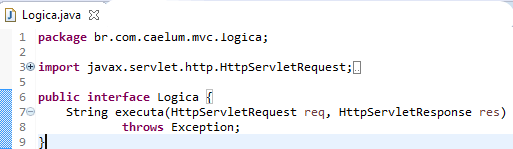 Logica.java
1 package br.com.caelum.mvc.logica;
2
3 import javax.servlet.http.HttpServletRequest;
5
6 public interface Logica {
7 String executa(HttpServletRequest req, HttpServletResponse res)
8 throws Exception;
9 }